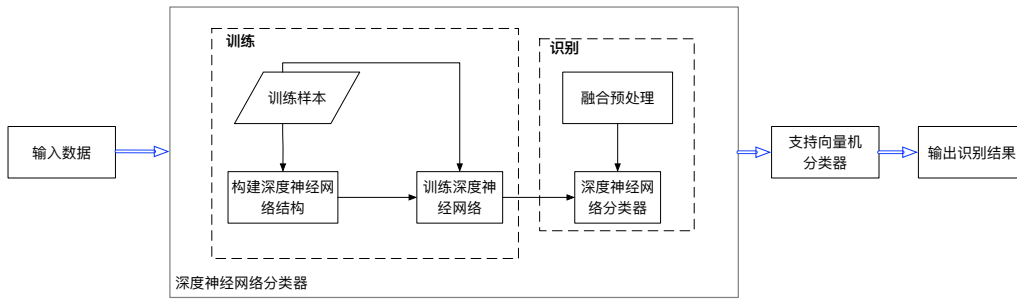 输入数据
训练
训练样本
构建深度神经网
络结构
训练深度神
经网络
识别
融合预处理
深度神经网
络分类器
深度神经网络分类器
支持向量机
分类器
输出识别结果